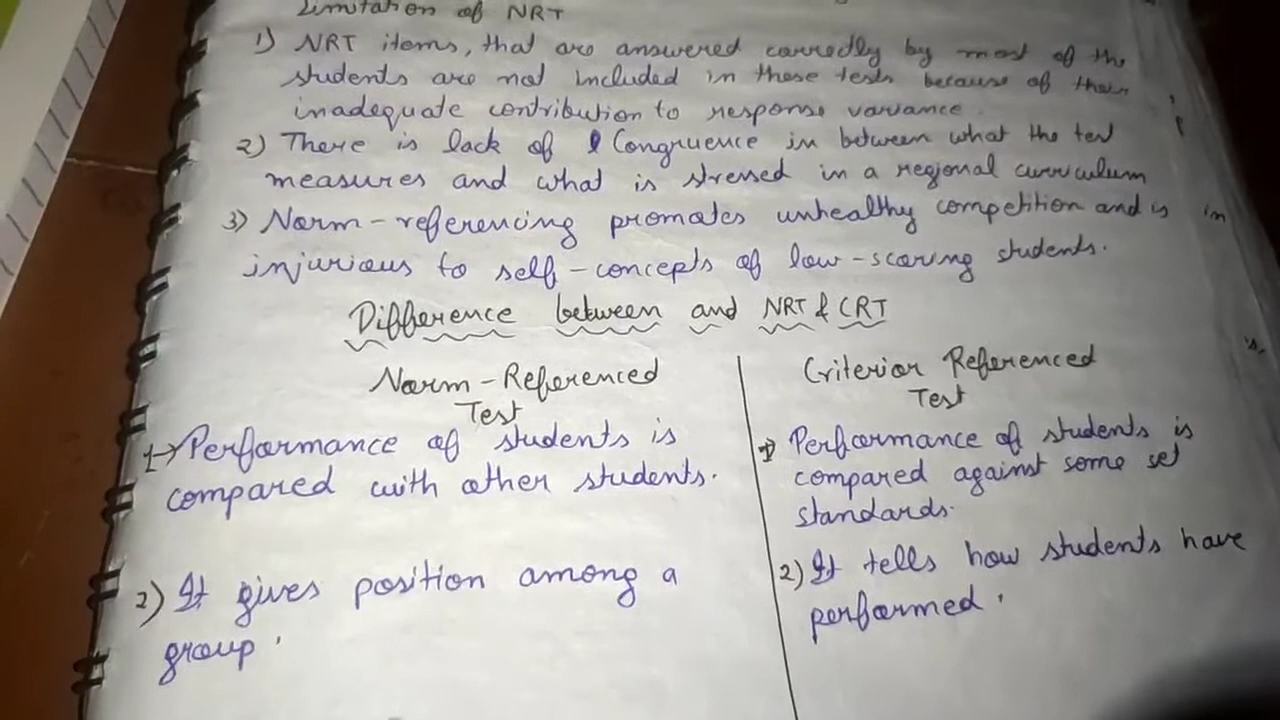 Limitation of NRT
1) NRT items, that are answered correctly by most of the
students are not included in these tests because of their
inadequate contribution to response variance.
2) There is lack of Congruence in between what the test
measures and what is stressed in a regional curriculum
3) Norm-referencing promotes unhealthy competition and is in
injurious to self-concepts of low-scoring students.
Difference between and NRT & CRT
Norm-Referenced
Test
1→ Performance of students is
compared with other students.
2) It gives position among a
group.
Criterion Referenced
Test
1) Performance of students is
compared against some set
standards.
2) It tells how students have
performed.